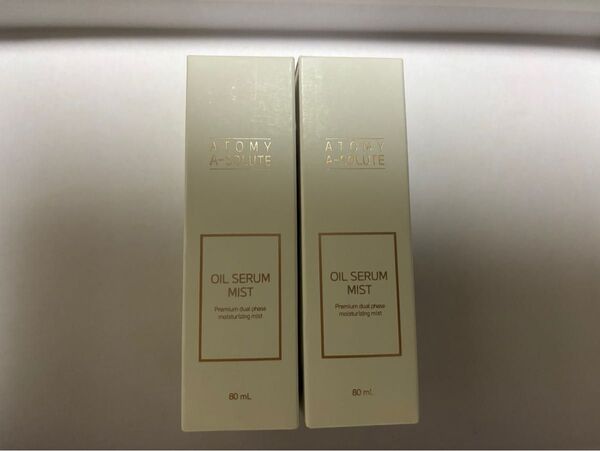 ATOMY
A-SOLUTE
OIL SERUM
MIST
Premium dual phase
moisturizing mist
80 mL
ATOMY
A-SOLUTE
OIL SERUM
MIST
Premium dual phase
moisturizing mist
80 mL